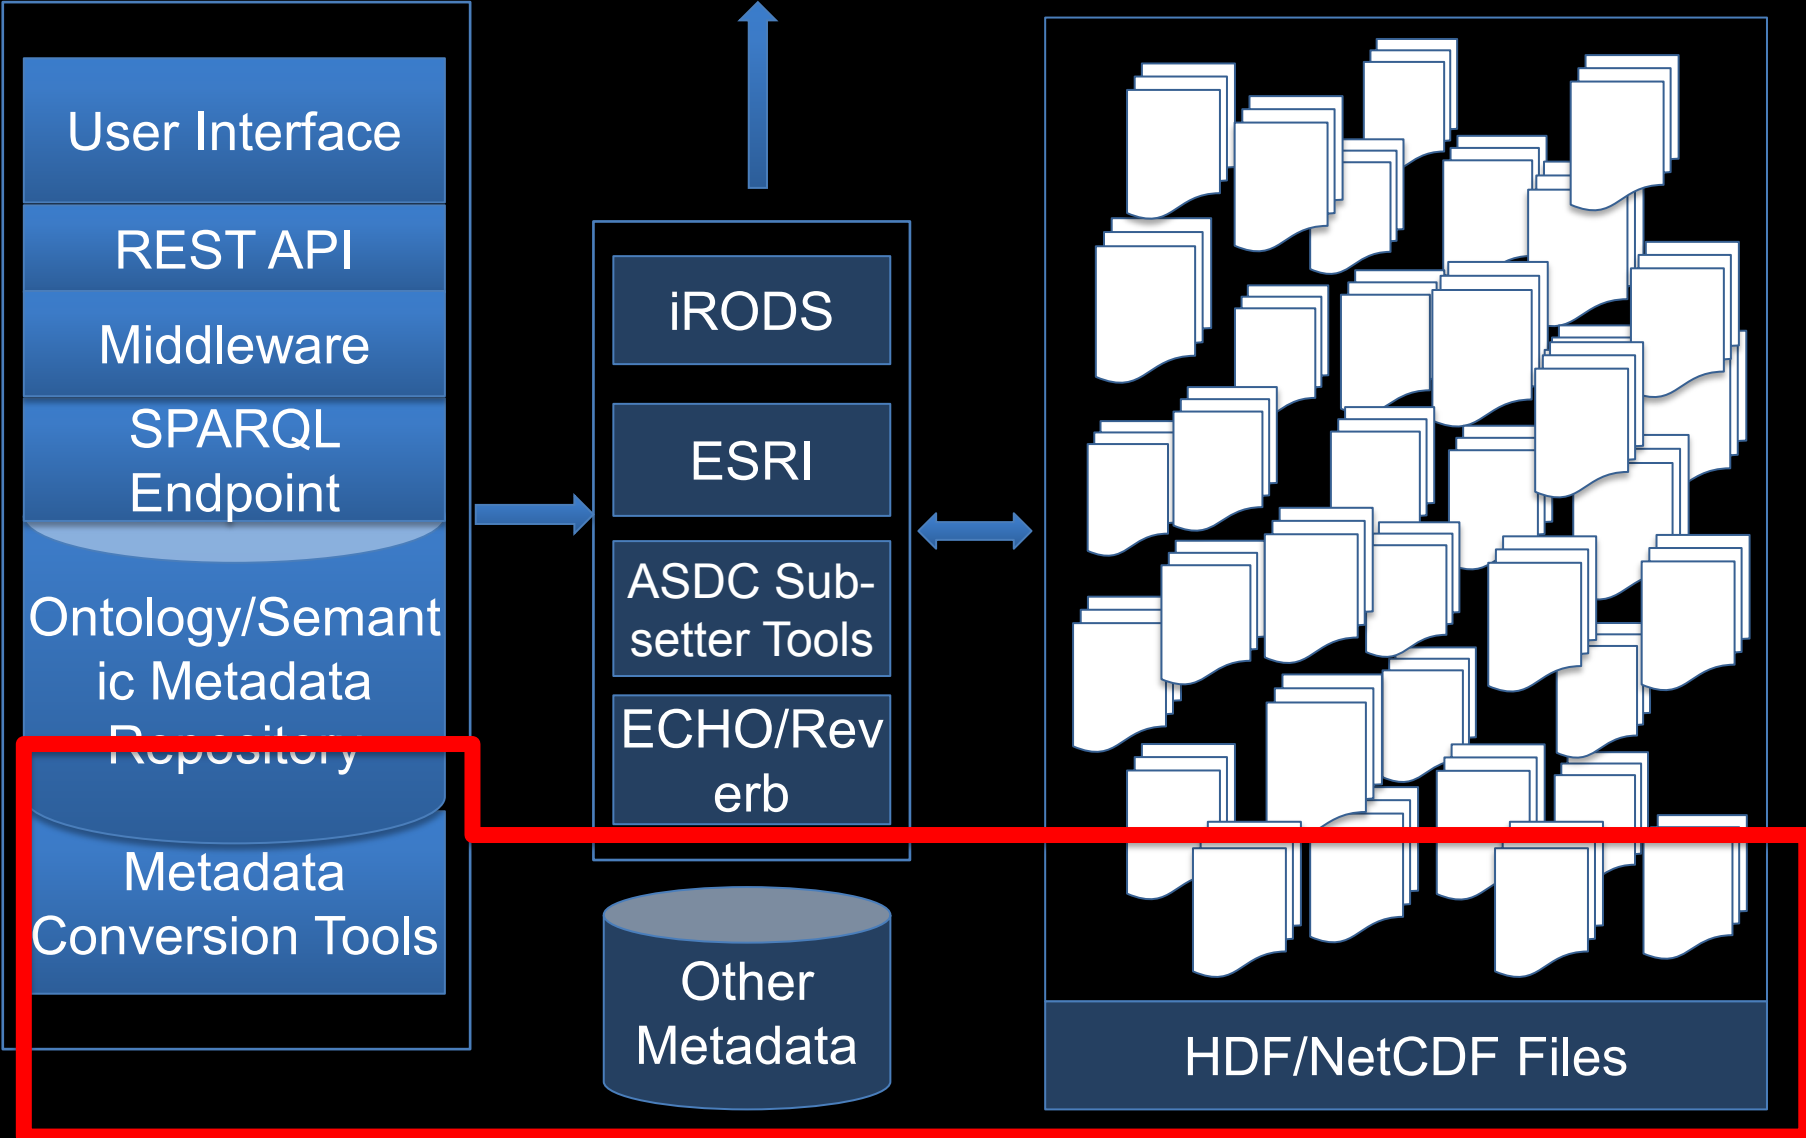 User Interface
REST API
Middleware
SPARQL
Endpoint
Ontology/Semant
ic Metadata
Repository
Metadata
Conversion Tools
iRODS
ESRI
ASDC Sub-
setter Tools
ECHO/Rev
erb
Other
Metadata
HDF/NetCDF Files